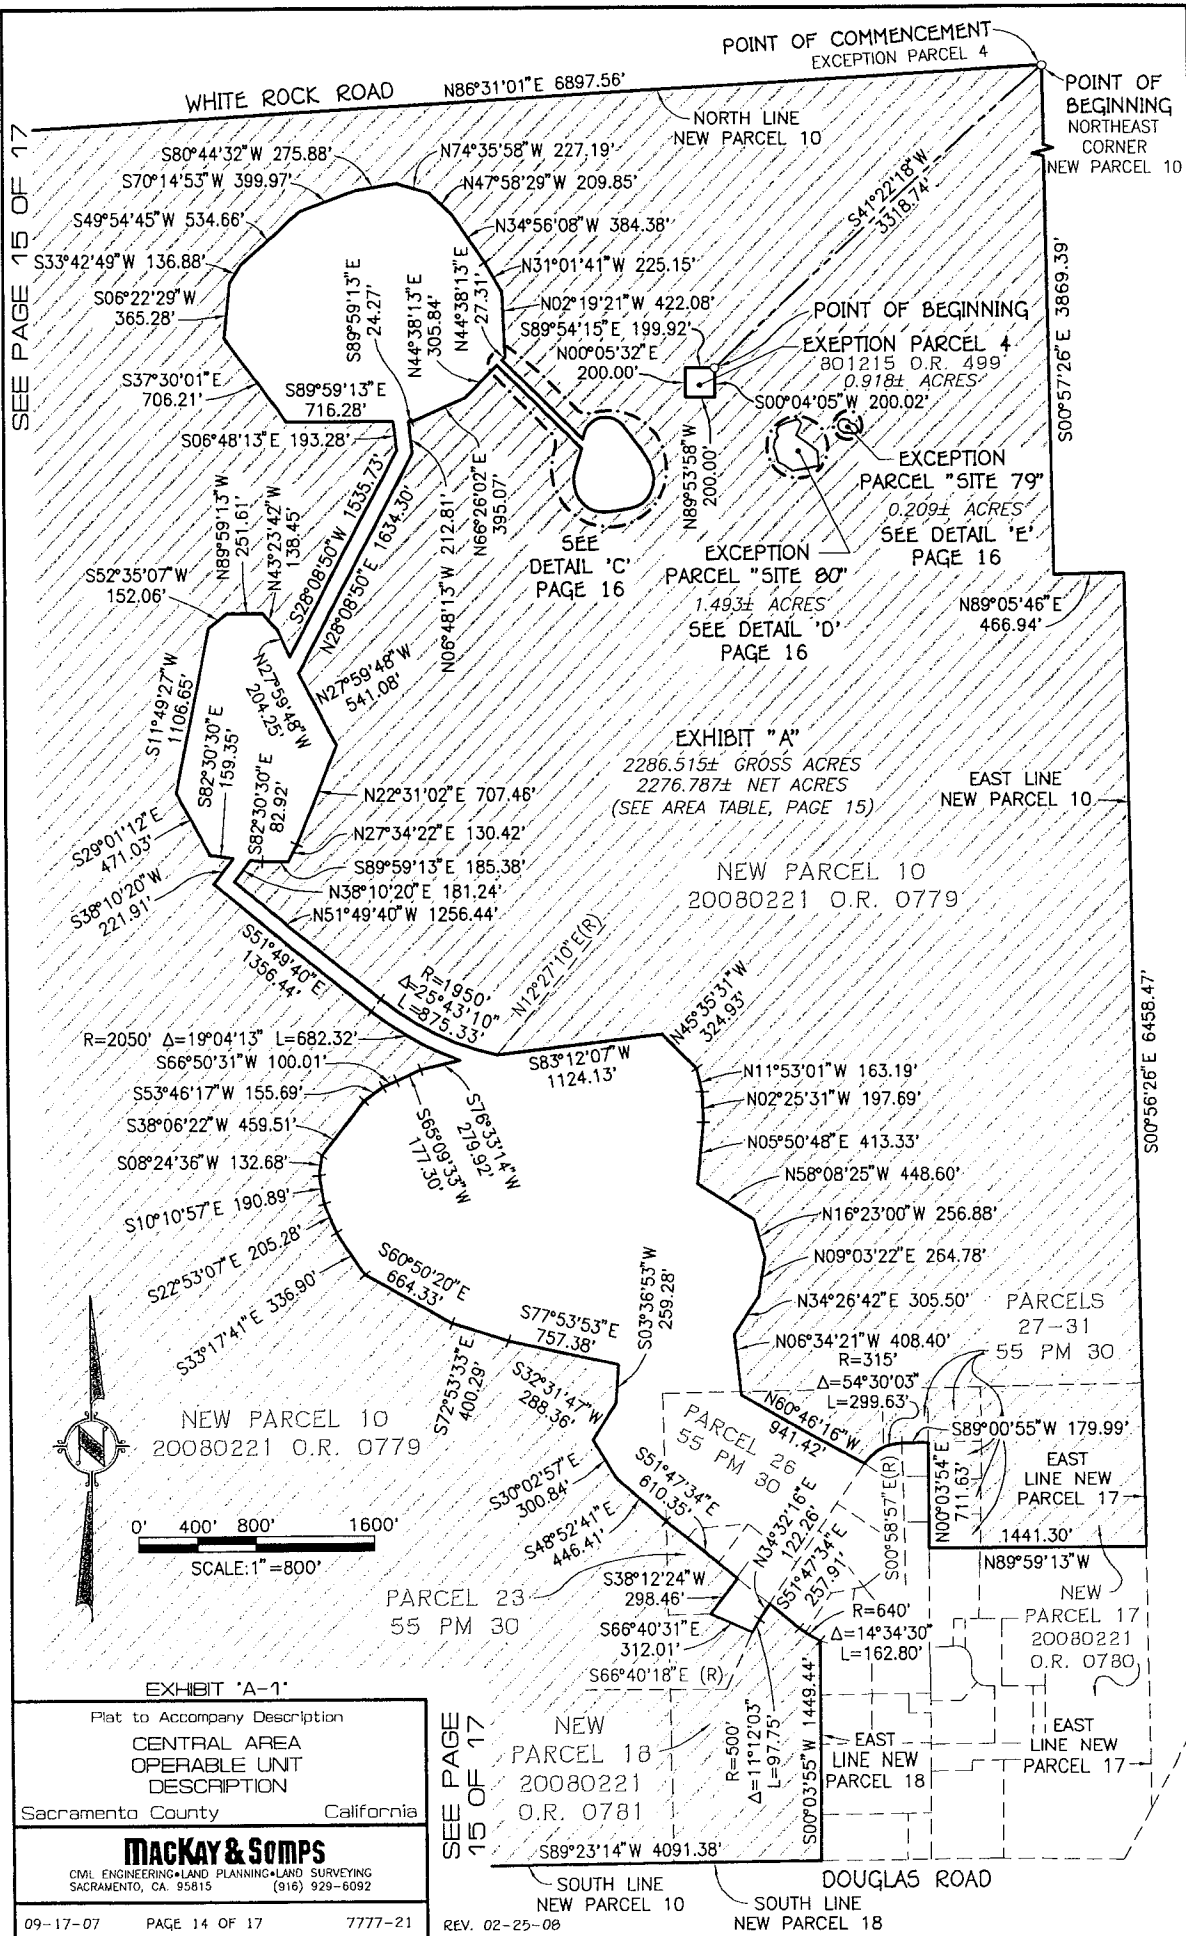 POINT OF COMMENCEMENT
EXCEPTION PARCEL 4
WHITE ROCK ROAD
N86°31'01"E 6897.56'
POINT OF
BEGINNING
NORTHEAST
CORNER
NEW PARCEL 10
NORTH LINE
NEW PARCEL 10
SEE PAGE 15 OF 17
S80°44'32"W 275.88'
S70°14'53"W 399.97'
S49°54'45"W 534.66'
S33°42'49"W 136.88'
S06°22'29"W
365.28'
S37°30'01"E
706.21'
N74°35'58"W 227.19'
N47°58'29"W 209.85'
N34°56'08"W 384.38'
N31°01'41"W 225.15'
N02°19'21"W 422.08'
S41°22'18"W
3318.74'
S00°57'26"E 3869.39'
S89°59'13"E
24.27'
N44°38'13"E
305.84'
N44°38'13"E
27.31'
S89°54'15"E 199.92'
N00°05'32"E
200.00'
POINT OF BEGINNING
EXEPTION PARCEL 4
801215 O.R. 499
0.918± ACRES
S00°04'05"W 200.02'
N89°53'58"W
200.00'
S89°59'13"E
716.28'
S06°48'13"E 193.28'
S28°08'50"W 1535.73'
N28°08'50"E 1634.30'
N06°48'13"W 212.81'
N66°26'02"E
395.07'
SEE
DETAIL 'C'
PAGE 16
EXCEPTION
PARCEL "SITE 79"
0.209± ACRES
SEE DETAIL 'E'
PAGE 16
EXCEPTION
PARCEL "SITE 80"
1.493± ACRES
SEE DETAIL 'D'
PAGE 16
N89°05'46"E
466.94'
N89°59'13"W
251.61'
N43°23'42"W
138.45'
S52°35'07"W
152.06'
N27°59'48"W
204.25'
N27°59'48"W
541.08'
S11°49'27"W
1106.65'
S82°30'30"E
159.35'
S82°30'30"E
82.92'
EXHIBIT "A"
2286.515± GROSS ACRES
2276.787± NET ACRES
(SEE AREA TABLE, PAGE 15)
EAST LINE
NEW PARCEL 10
N22°31'02"E 707.46'
N27°34'22"E 130.42'
S89°59'13"E 185.38'
N38°10'20"E 181.24'
N51°49'40"W 1256.44'
S29°01'12"E
471.03'
S38°10'20"W
221.91'
NEW PARCEL 10
20080221 O.R. 0779
S51°49'40"E
1356.44'
R=1950'
Δ=25°43'10"
L=875.33'
N12°27'10"E(R)
N45°35'31"W
324.93'
S00°56'26"E 6458.47'
R=2050' Δ=19°04'13" L=682.32'
S66°50'31"W 100.01'
S53°46'17"W 155.69'
S38°06'22"W 459.51'
S08°24'36"W 132.68'
S10°10'57"E 190.89'
S22°53'07"E 205.28'
S33°17'41"E 336.90'
S83°12'07"W
1124.13'
S76°33'14"W
279.92'
S65°09'33"W
177.30'
N11°53'01"W 163.19'
N02°25'31"W 197.69'
N05°50'48"E 413.33'
N58°08'25"W 448.60'
N16°23'00"W 256.88'
N09°03'22"E 264.78'
N34°26'42"E 305.50'
N06°34'21"W 408.40'
S60°50'20"E
664.33'
S77°53'53"E
757.38'
S03°36'53"W
259.28'
S72°53'33"E
400.29'
S32°31'47"W
288.36'
PARCELS
27-31
55 PM 30
R=315'
Δ=54°30'03"
L=299.63'
NEW PARCEL 10
20080221 O.R. 0779
PARCEL 26
55 PM 30
N60°46'16"W
941.42'
S89°00'55"W 179.99'
EAST
LINE NEW
PARCEL 17
N00°03'54"E
711.63'
1441.30'
N89°59'13"W
S00°58'57"E(R)
S30°02'57"E
300.84'
S51°47'34"E
610.35'
S48°52'41"E
446.41'
N34°32'16"E
122.26'
S51°47'34"E
257.91'
0' 400' 800' 1600'
SCALE:1"=800'
PARCEL 23
55 PM 30
S38°12'24"W
298.46'
S66°40'31"E
312.01'
S66°40'18"E (R)
R=640'
Δ=14°34'30"
L=162.80'
NEW
PARCEL 17
20080221
O.R. 0780
R=500'
Δ=11°12'03"
L=97.75'
S00°03'55"W 1449.44'
NEW
PARCEL 18
20080221
O.R. 0781
EAST
LINE NEW
PARCEL 18
EAST
LINE NEW
PARCEL 17
SEE PAGE
15 OF 17
S89°23'14"W 4091.38'
SOUTH LINE
NEW PARCEL 10
SOUTH LINE
NEW PARCEL 18
DOUGLAS ROAD
EXHIBIT "A-1"
Plat to Accompany Description
CENTRAL AREA
OPERABLE UNIT
DESCRIPTION
Sacramento County California
MACKAY & SOMPS
CIVIL ENGINEERING•LAND PLANNING•LAND SURVEYING
SACRAMENTO, CA. 95815 (916) 929-6092
09-17-07 PAGE 14 OF 17 7777-21
REV. 02-25-08